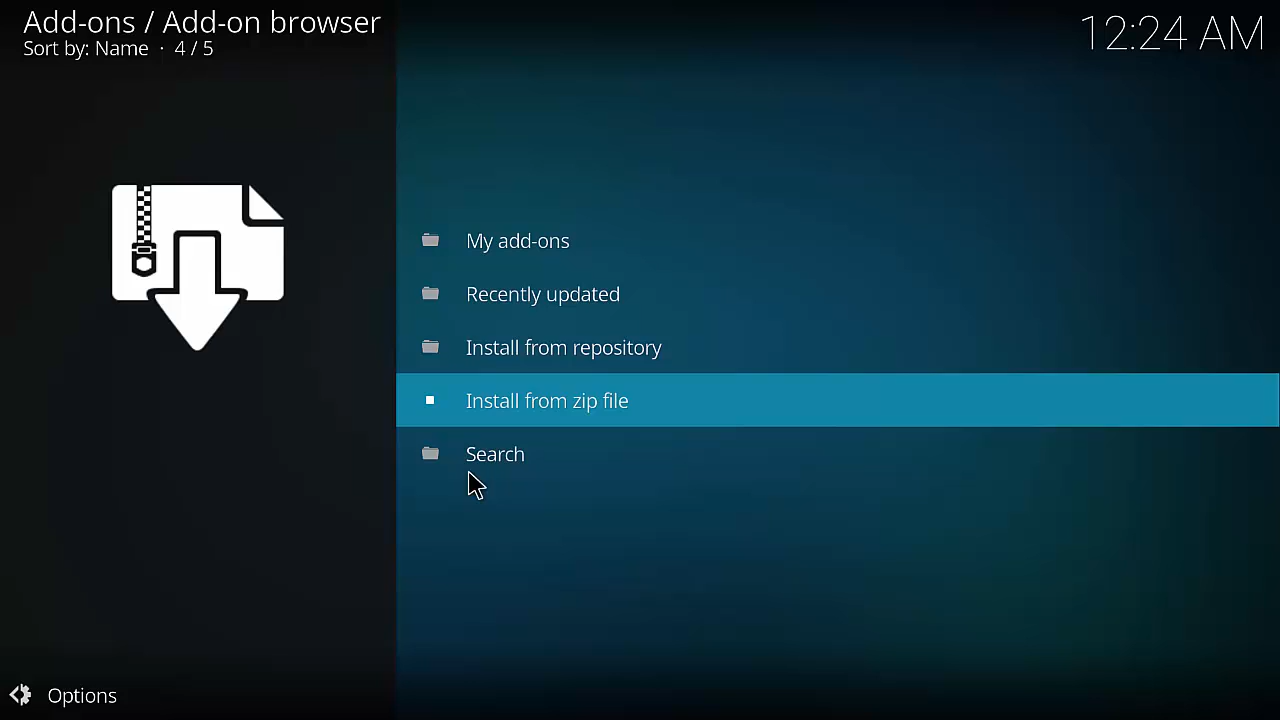 Add-ons / Add-on browser
Sort by: Name · 4 / 5
12:24 AM
My add-ons
Recently updated
Install from repository
Install from zip file
Search
Options